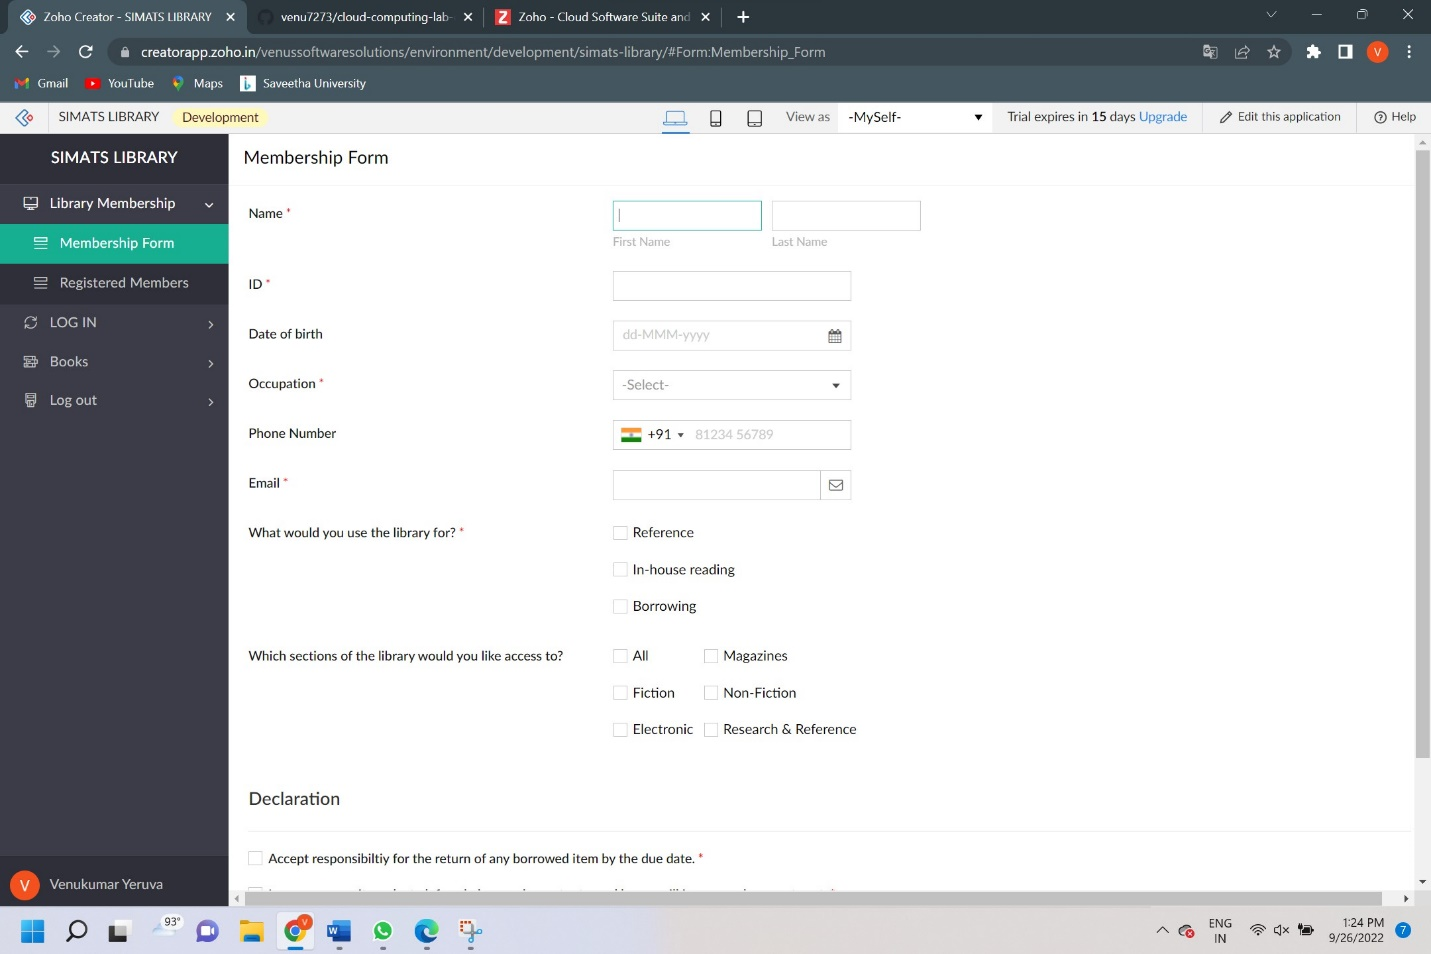 Zoho Creator - SIMATS LIBRARY
venu7273/cloud-computing-lab-
Zoho - Cloud Software Suite and
creatorapp.zoho.in/venussoftwaresolutions/environment/development/simats-library/#Form:Membership_Form
V
Gmail
YouTube
Maps
Saveetha University
SIMATS LIBRARY
Development
View as
-MySelf-
Trial expires in 15 days Upgrade
Edit this application
Help
SIMATS LIBRARY
Library Membership
Membership Form
Registered Members
LOG IN
Books
Log out
V
Venukumar Yeruva
Membership Form
Name *
First Name
Last Name
ID *
Date of birth
dd-MMM-yyyy
Occupation *
-Select-
Phone Number
+91
81234 56789
Email *
What would you use the library for? *
Reference
In-house reading
Borrowing
Which sections of the library would you like access to?
All
Magazines
Fiction
Non-Fiction
Electronic
Research & Reference
Declaration
Accept responsibiltiy for the return of any borrowed item by the due date. *
93°
ENG
IN
1:24 PM
9/26/2022
7